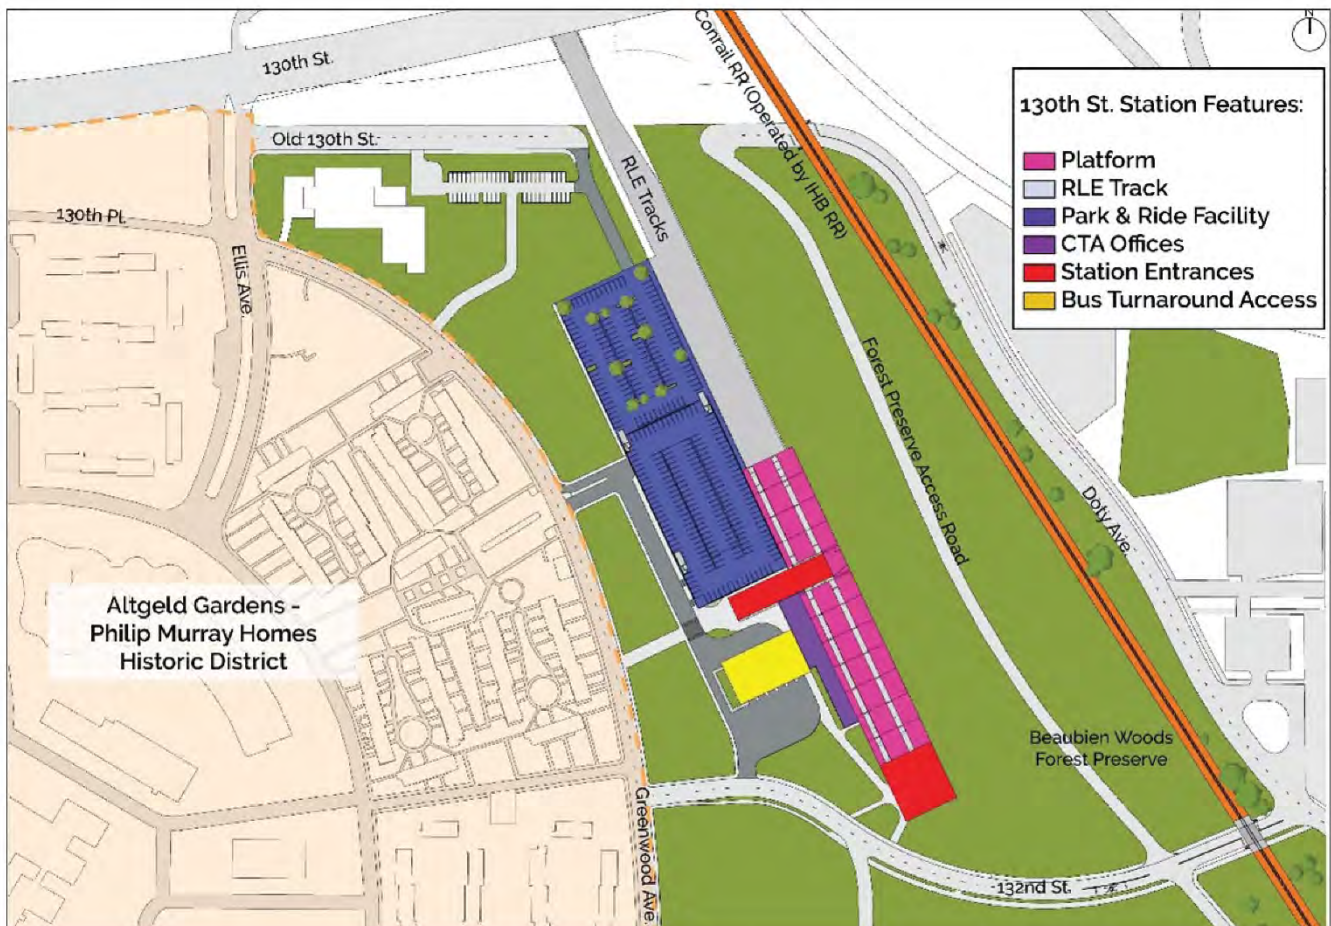 130th St.
Conrail RR (Operated by IHB RR)
130th St. Station Features:
Platform
RLE Track
Park & Ride Facility
CTA Offices
Station Entrances
Bus Turnaround Access
Old 130th St.
RLE Tracks
130th Pl.
Ellis Ave.
Forest Preserve Access Road
Doty Ave.
Altgeld Gardens -
Philip Murray Homes
Historic District
Beaubien Woods
Forest Preserve
Greenwood Ave.
132nd St.